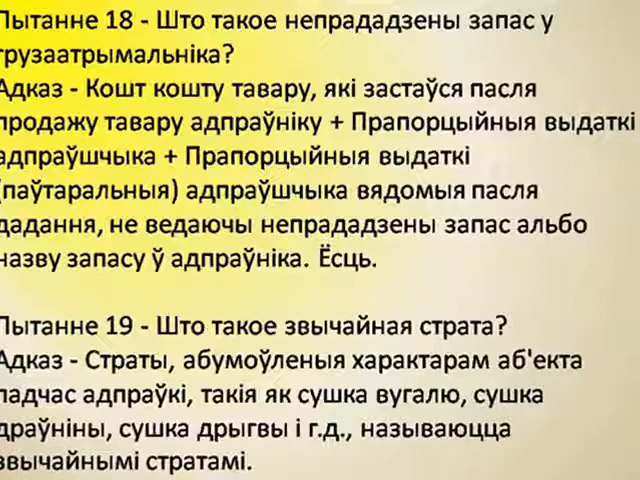 Пытанне 18 - Што такое непрададзены запас у
грузаатрымальніка?
Адказ - Кошт кошту тавару, які застаўся пасля
продажу тавару адпраўніку + Прапорцыйныя выдаткі
адпраўшчыка + Прапорцыйныя выдаткі
(паўтаральныя) адпраўшчыка вядомыя пасля
дадання, не ведаючы непрададзены запас альбо
назву запасу ў адпраўніка. Ёсць.
Пытанне 19 - Што такое звычайная страта?
Адказ - Страты, абумоўленыя характарам аб'екта
падчас адпраўкі, такія як сушка вугалю, сушка
драўніны, сушка дрыгвы і г.д., называюцца
звычайнымі стратамі.